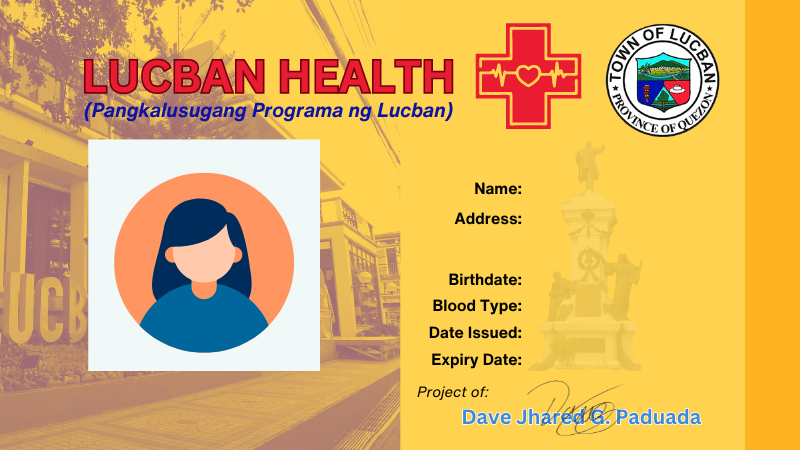 LUCBAN HEALTH
(Pangkalusugang Programa ng Lucban)
TOWN OF LUCBAN
PROVINCE OF QUEZON
UCB
Name:
Address:
Birthdate:
Blood Type:
Date Issued:
Expiry Date:
Project of:
Dave Jhared G. Paduada